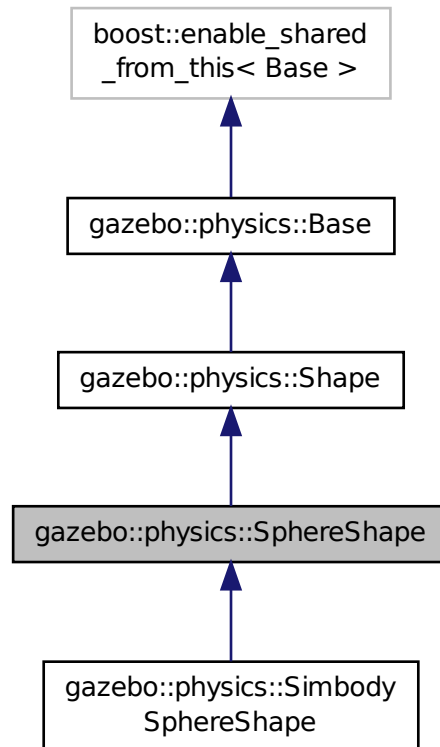 boost::enable_shared
_from_this< Base >
gazebo::physics::Base
gazebo::physics::Shape
gazebo::physics::SphereShape
gazebo::physics::Simbody
SphereShape